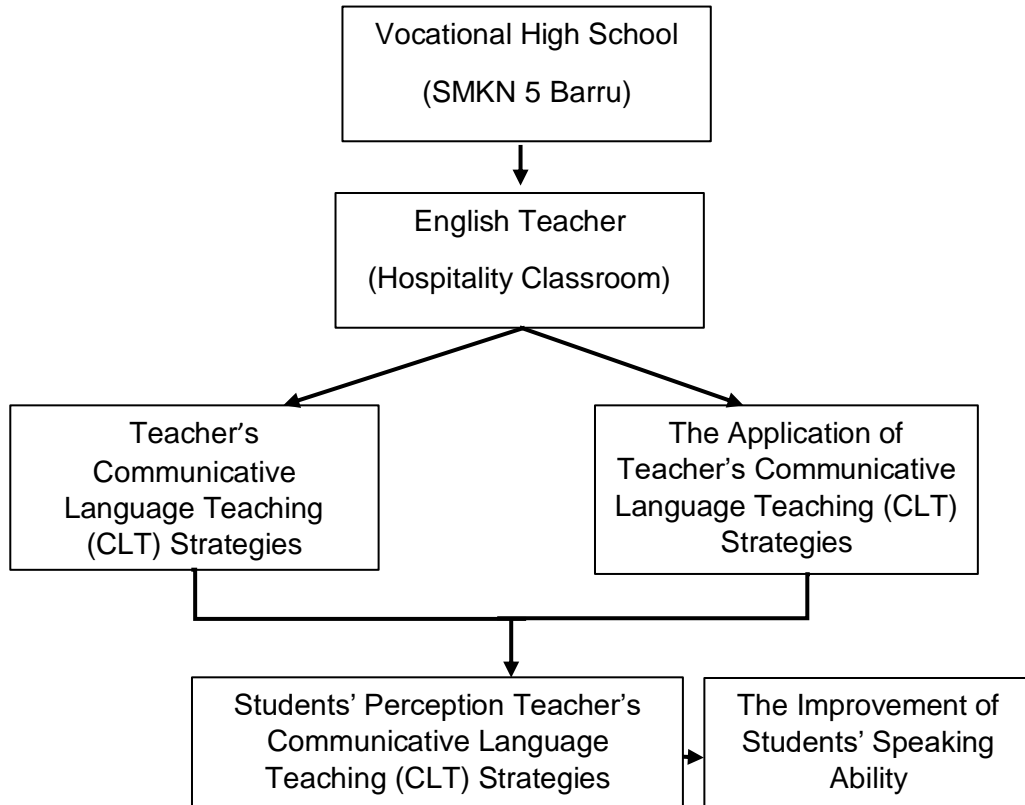 Vocational High School
(SMKN 5 Barru)
English Teacher
(Hospitality Classroom)
Teacher’s
Communicative
Language Teaching
(CLT) Strategies
The Application of
Teacher’s Communicative
Language Teaching (CLT)
Strategies
Students’ Perception Teacher’s
Communicative Language
Teaching (CLT) Strategies
The Improvement of
Students’ Speaking
Ability